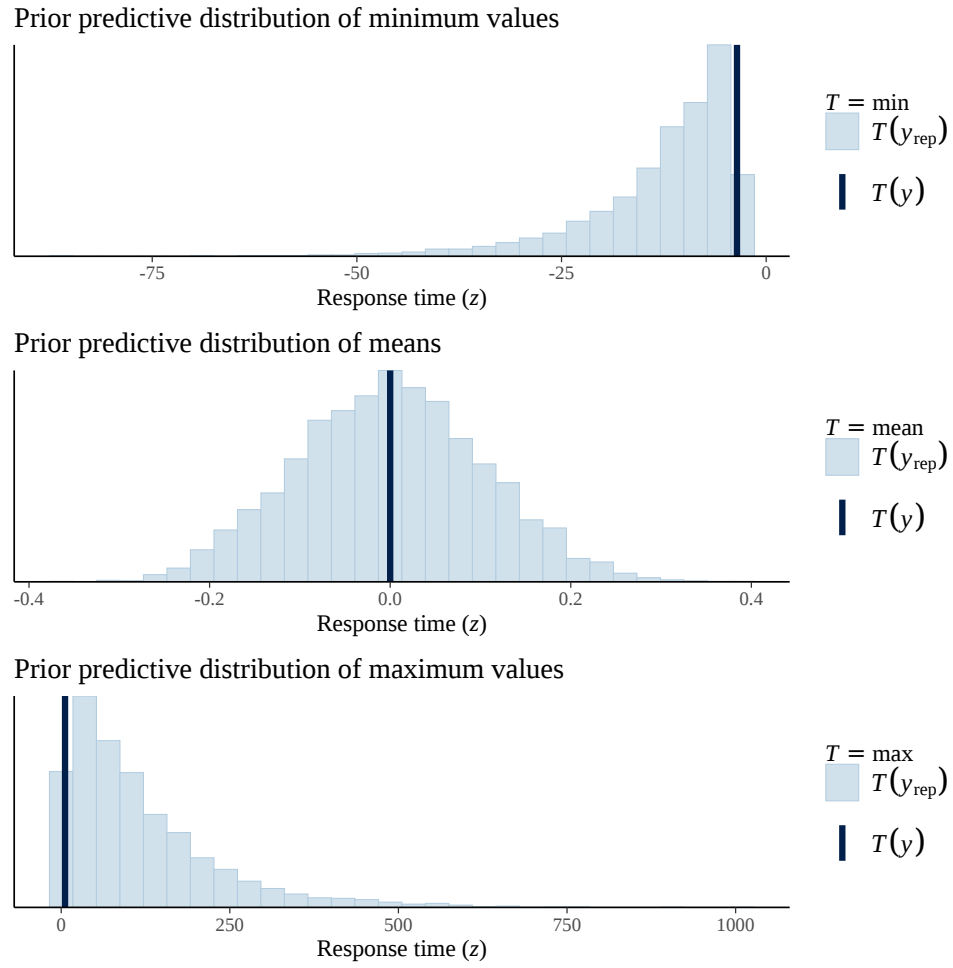 Prior predictive distribution of minimum values
T = min
T(y_rep)
T(y)
-75 -50 -25 0
Response time (z)
Prior predictive distribution of means
T = mean
T(y_rep)
T(y)
-0.4 -0.2 0.0 0.2 0.4
Response time (z)
Prior predictive distribution of maximum values
T = max
T(y_rep)
T(y)
0 250 500 750 1000
Response time (z)